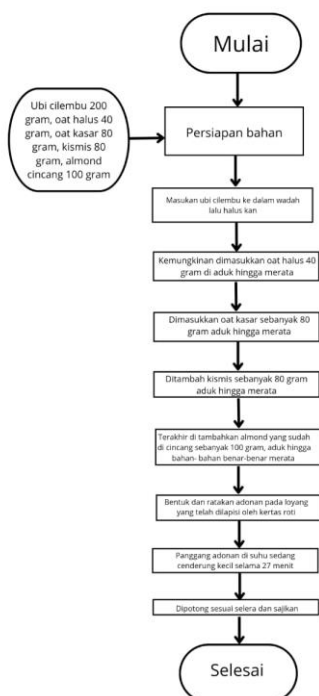 Mulai
Ubi cilembu 200
gram, oat halus 40
gram, oat kasar 80
gram, kismis 80
gram, almond
cincang 100 gram
Persiapan bahan
Masukan ubi cilembu ke dalam wadah
lalu halus kan
Kemungkinan dimasukkan oat halus 40
gram di aduk hingga merata
Dimasukkan oat kasar sebanyak 80
gram aduk hingga merata
Ditambah kismis sebanyak 80 gram
aduk hingga merata
Terakhir di tambahkan almond yang sudah
di cincang sebanyak 100 gram, aduk hingga
bahan- bahan benar-benar merata
Bentuk dan ratakan adonan pada loyang
yang telah dilapisi oleh kertas roti
Panggang adonan di suhu sedang
cenderung kecil selama 27 menit
Dipotong sesuai selera dan sajikan
Selesai